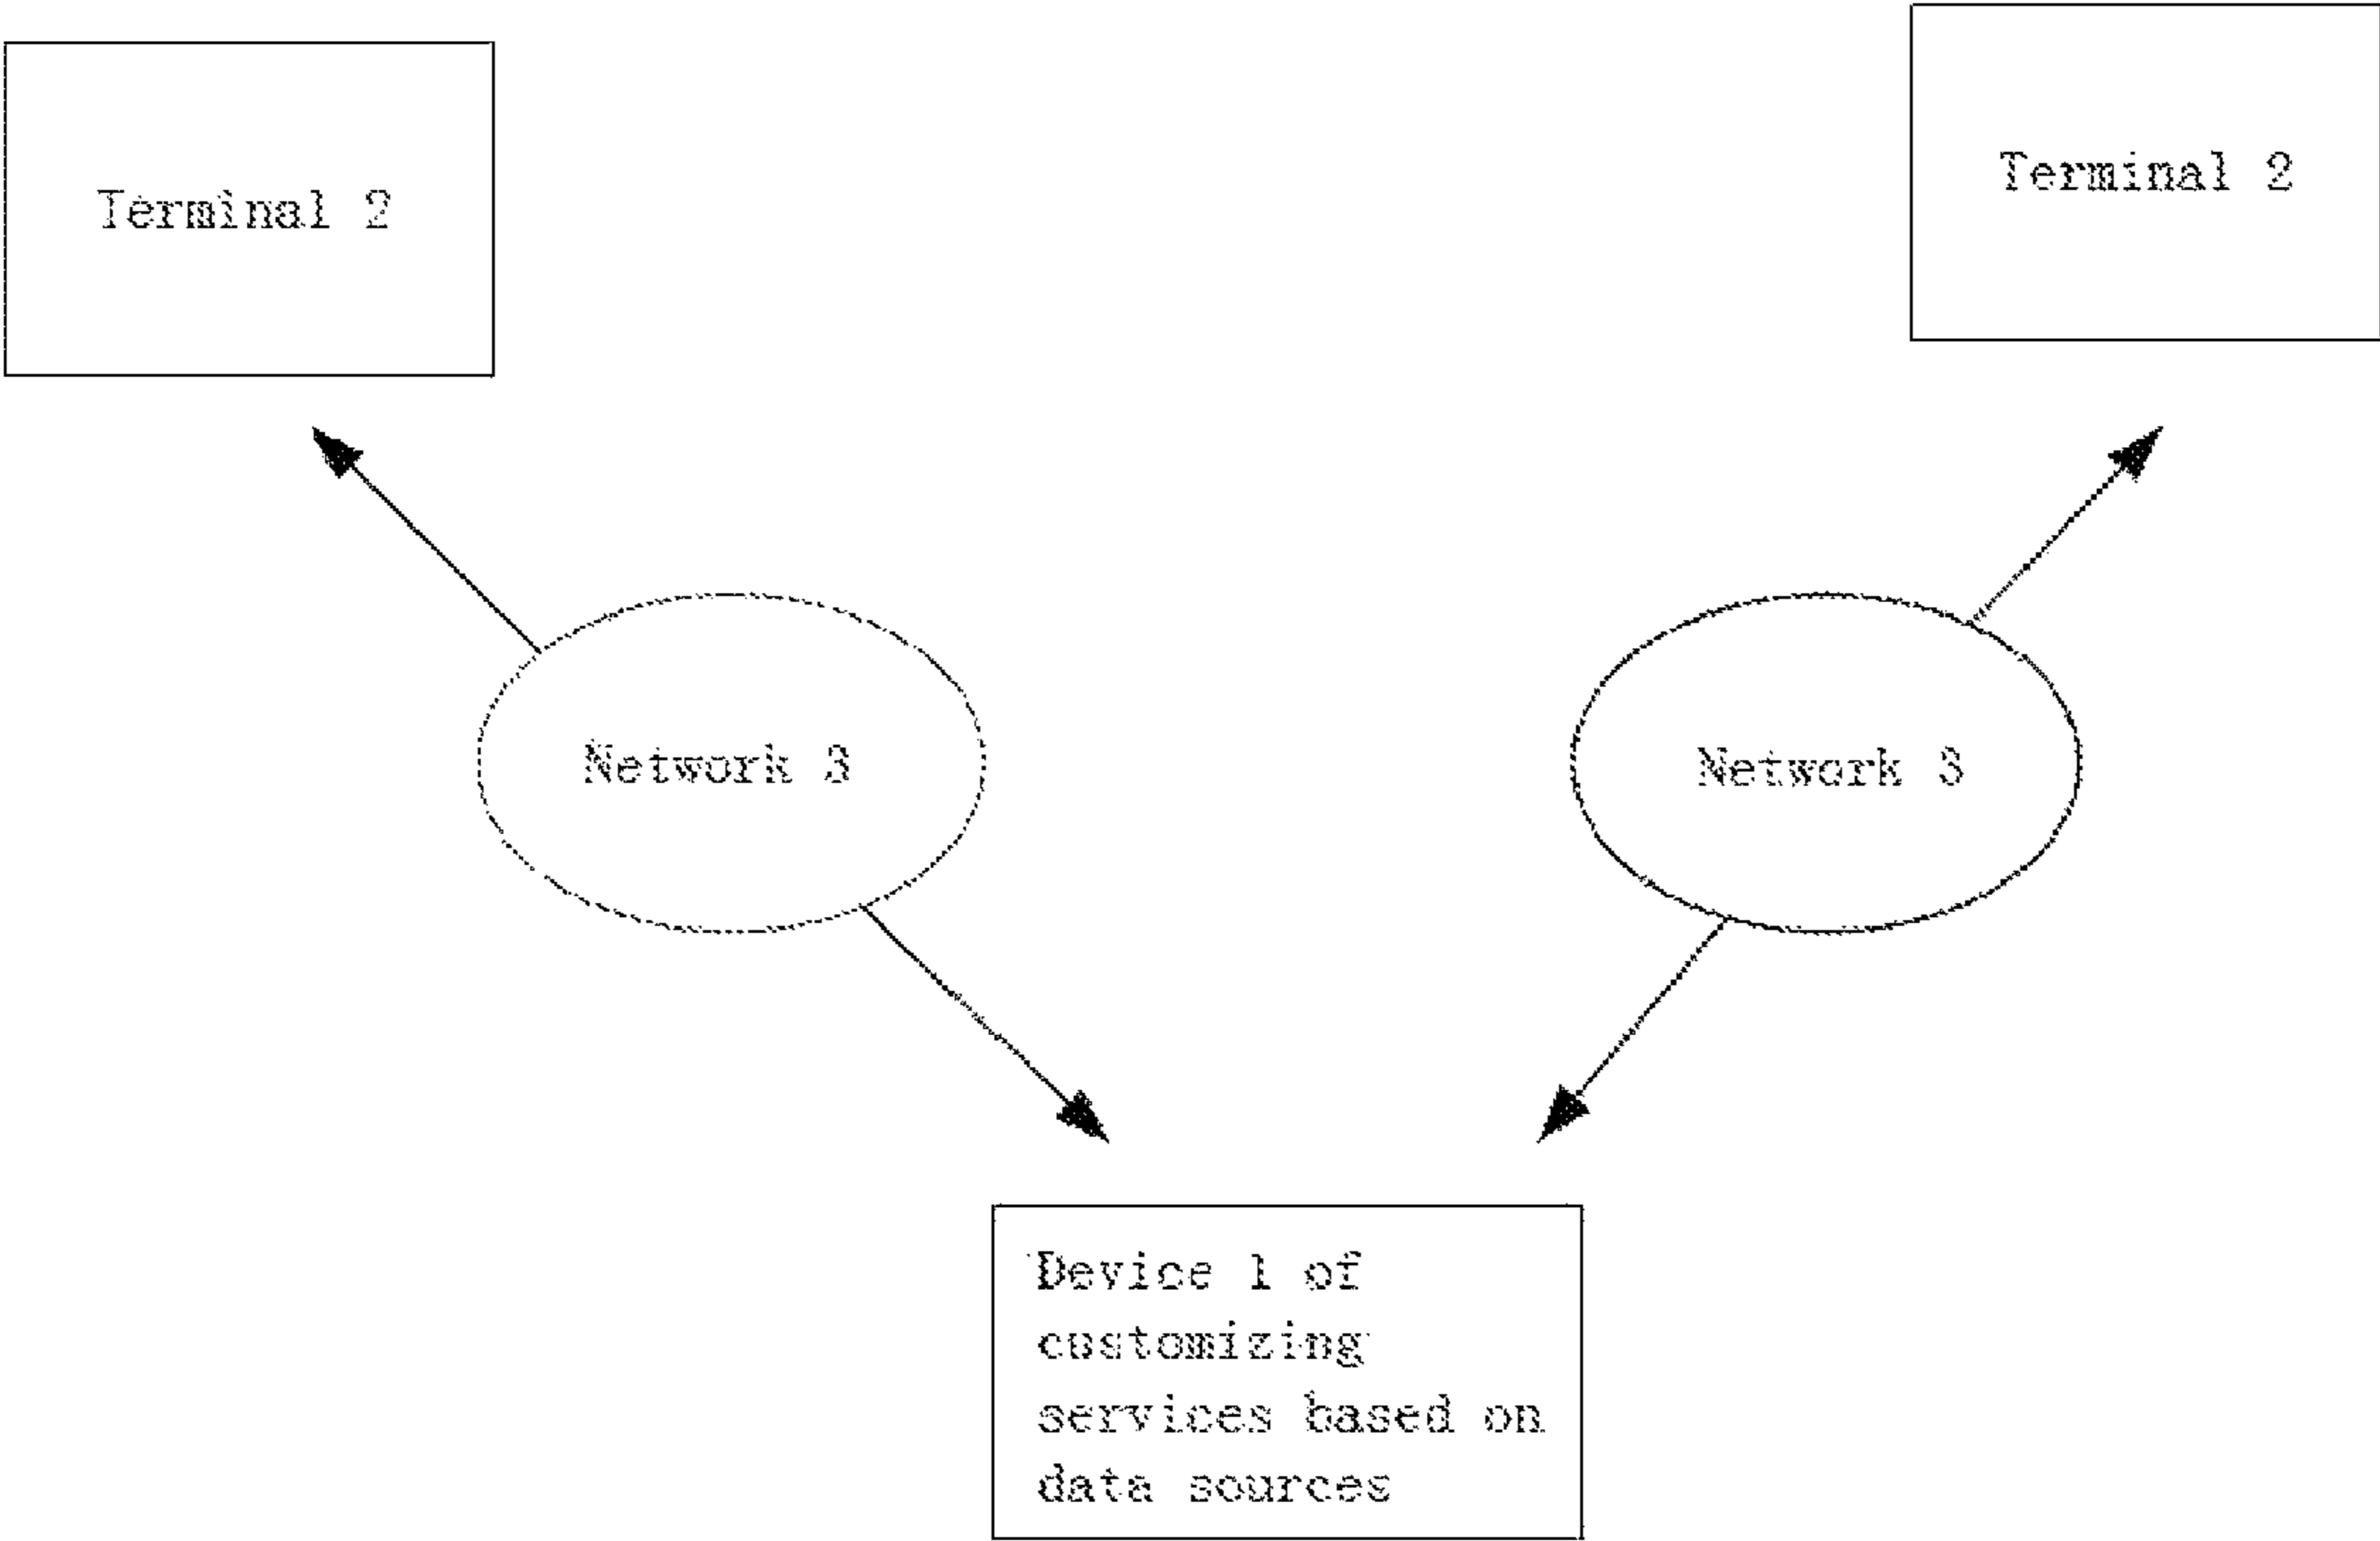 Terminal 2
Terminal 2
Network 3
Network 3
Device 1 of
customizing
services based on
data sources